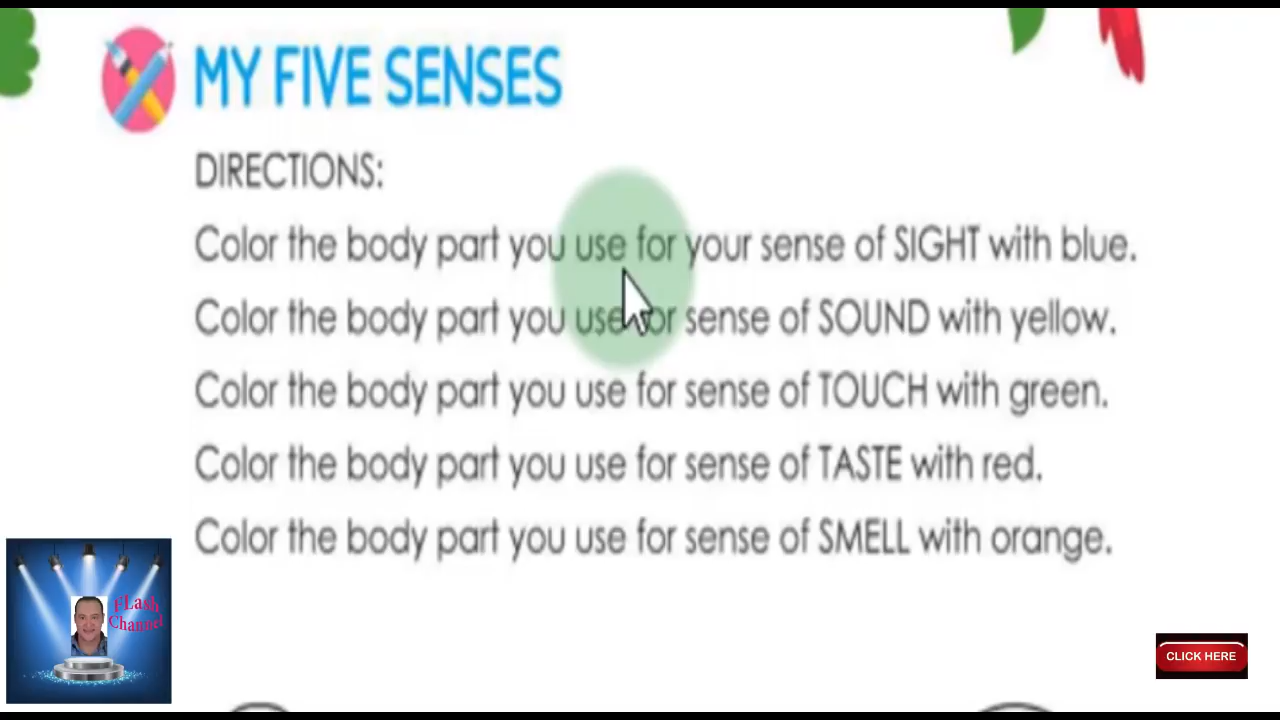 MY FIVE SENSES
DIRECTIONS:
Color the body part you use for your sense of SIGHT with blue.
Color the body part you use for sense of SOUND with yellow.
Color the body part you use for sense of TOUCH with green.
Color the body part you use for sense of TASTE with red.
Color the body part you use for sense of SMELL with orange.
FLash
Channel
CLICK HERE